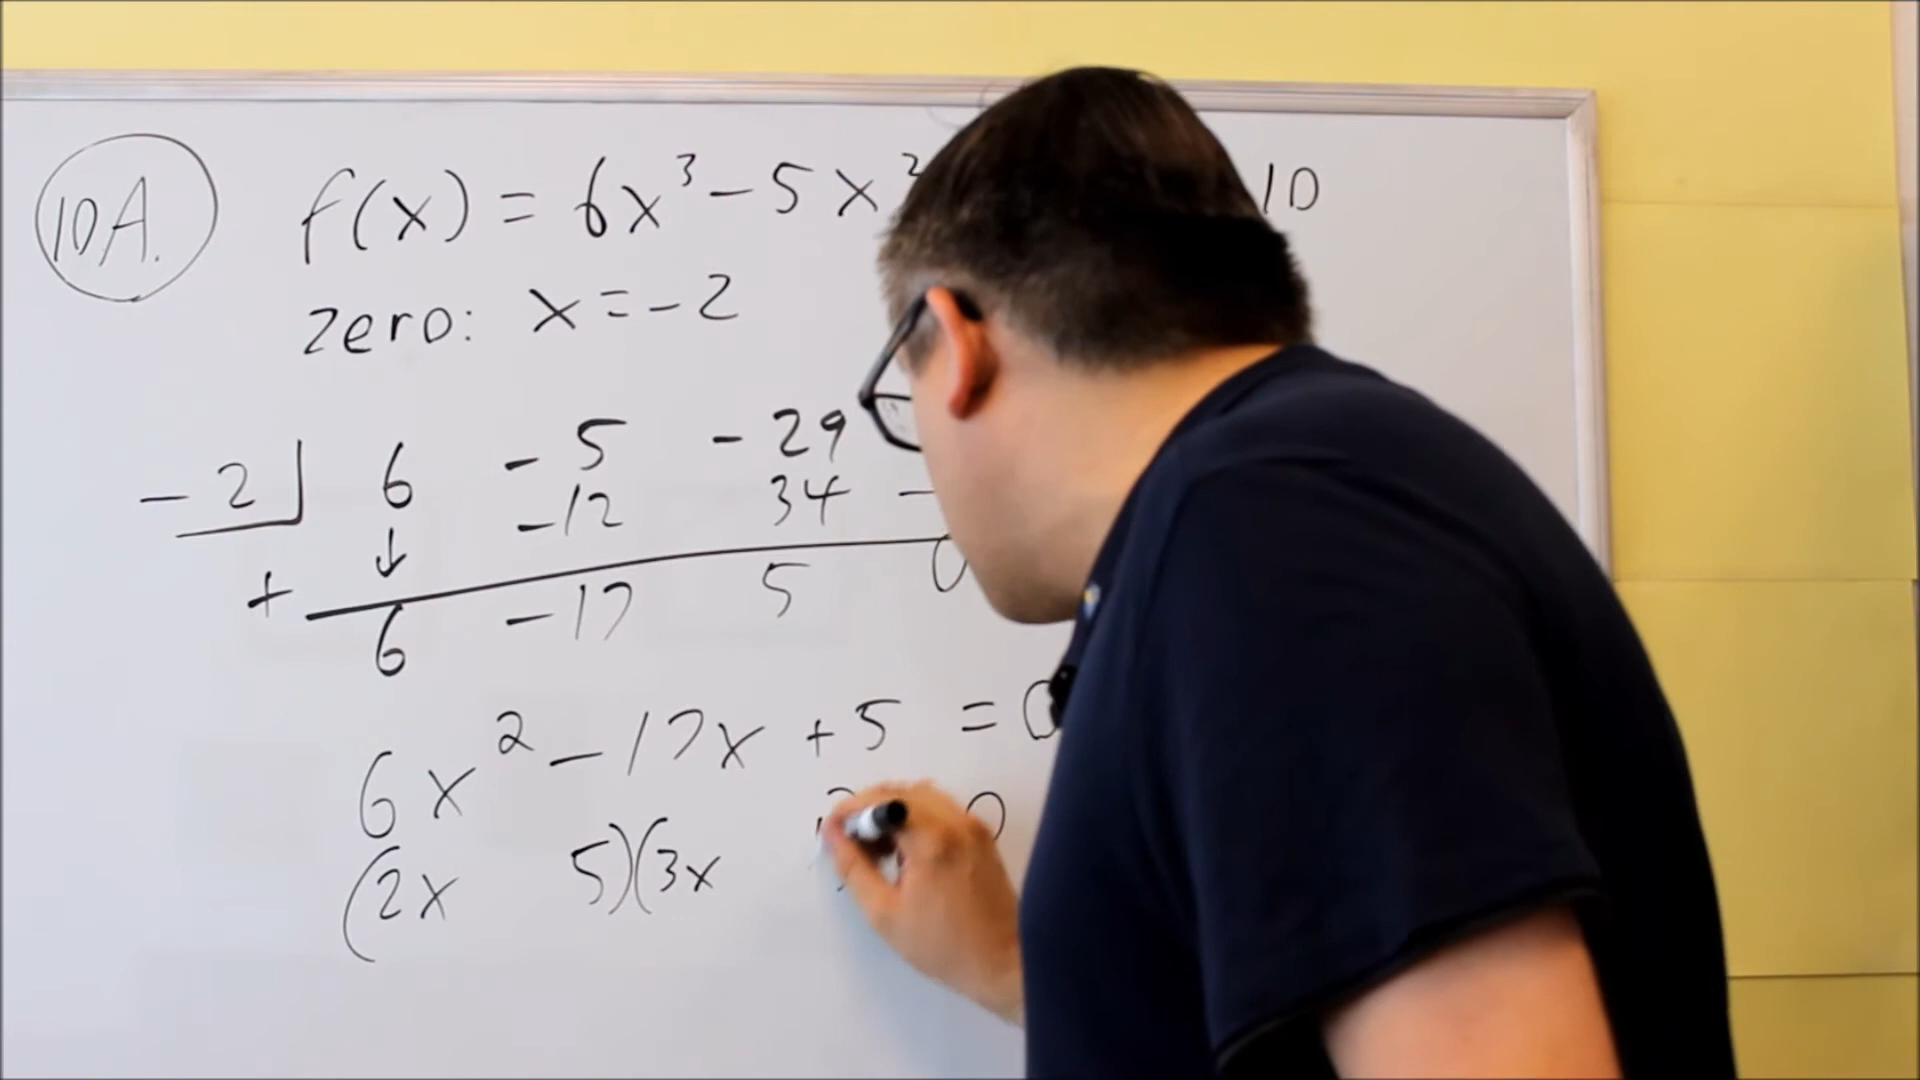 10A. f(x) = 6x³ - 5x² 10
zero: x = -2
-2 6 -5 -29
-12 34 -
+ 6 -17 5 0
6x² - 17x + 5 = 0
(2x 5)(3x